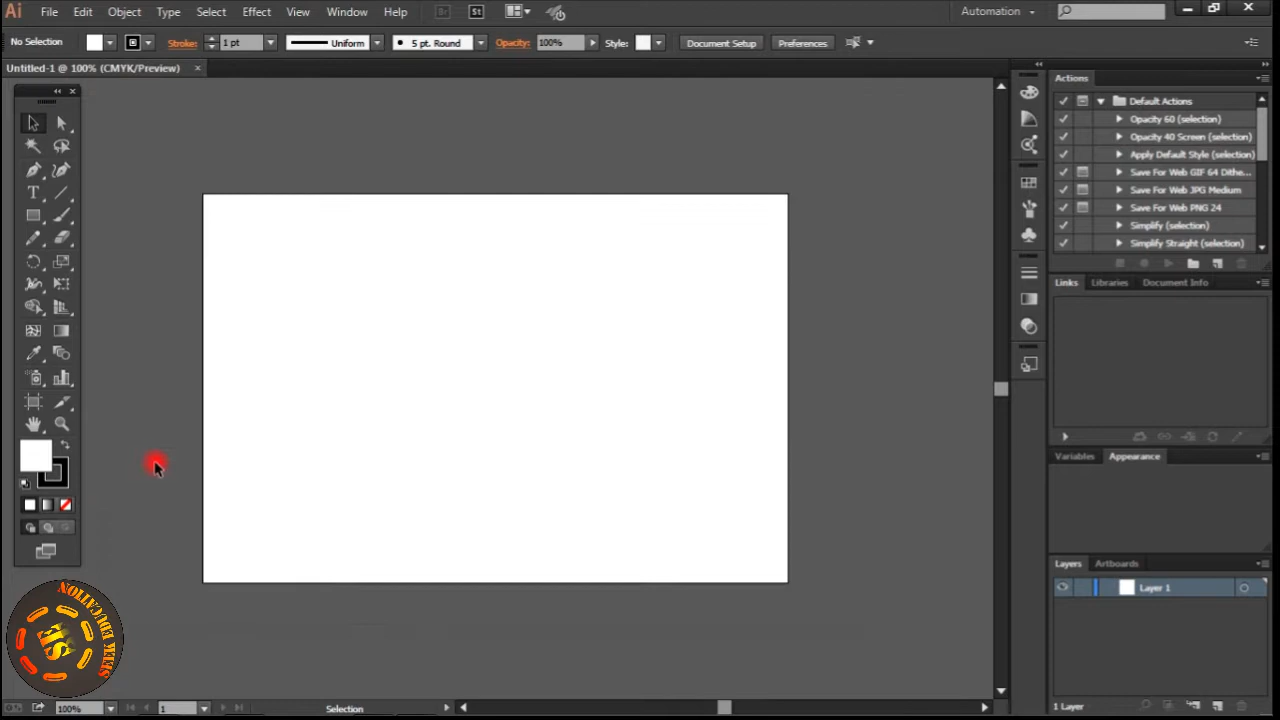 Ai File Edit Object Type Select Effect View Window Help Br St Automation
No Selection Stroke: 1 pt Uniform 5 pt. Round Opacity: 100% Style: Document Setup Preferences
Untitled-1 @ 100% (CMYK/Preview)
Actions
Default Actions
Opacity 60 (selection)
Opacity 40 Screen (selection)
Apply Default Style (selection)
Save For Web GIF 64 Dithe...
Save For Web JPG Medium
Save For Web PNG 24
Simplify (selection)
Simplify Straight (selection)
Links Libraries Document Info
Variables Appearance
Layers Artboards
Layer 1
1 Layer
100% 1 Selection